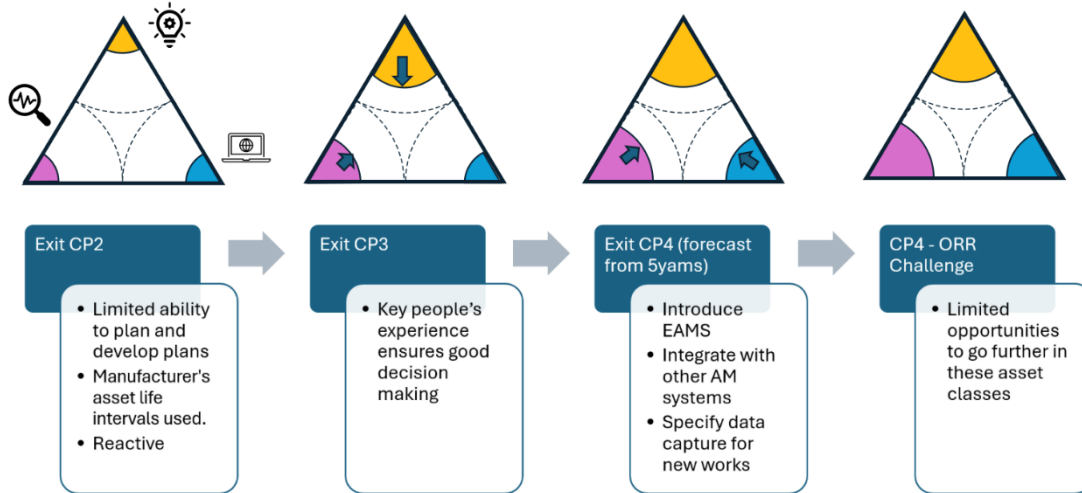 Exit CP2
• Limited ability
to plan and
develop plans
• Manufacturer's
asset life
intervals used.
• Reactive
Exit CP3
• Key people's
experience
ensures good
decision
making
Exit CP4 (forecast
from 5yams)
• Introduce
EAMS
• Integrate with
other AM
systems
• Specify data
capture for
new works
CP4 - ORR
Challenge
• Limited
opportunities
to go further in
these asset
classes